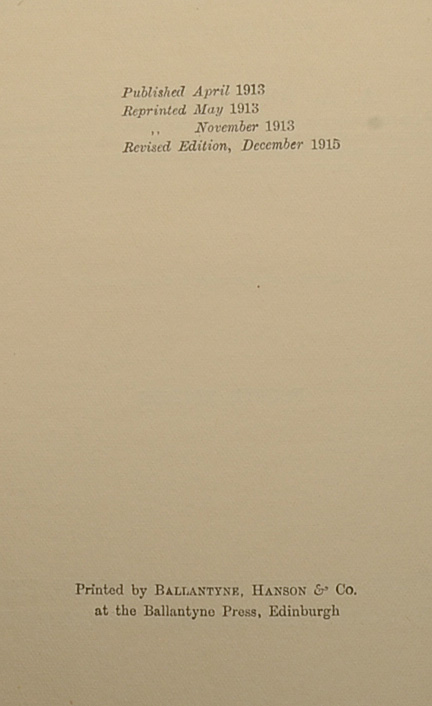 Published April 1913
Reprinted May 1913
,, November 1913
Revised Edition, December 1915
Printed by BALLANTYNE, HANSON & Co.
at the Ballantyne Press, Edinburgh